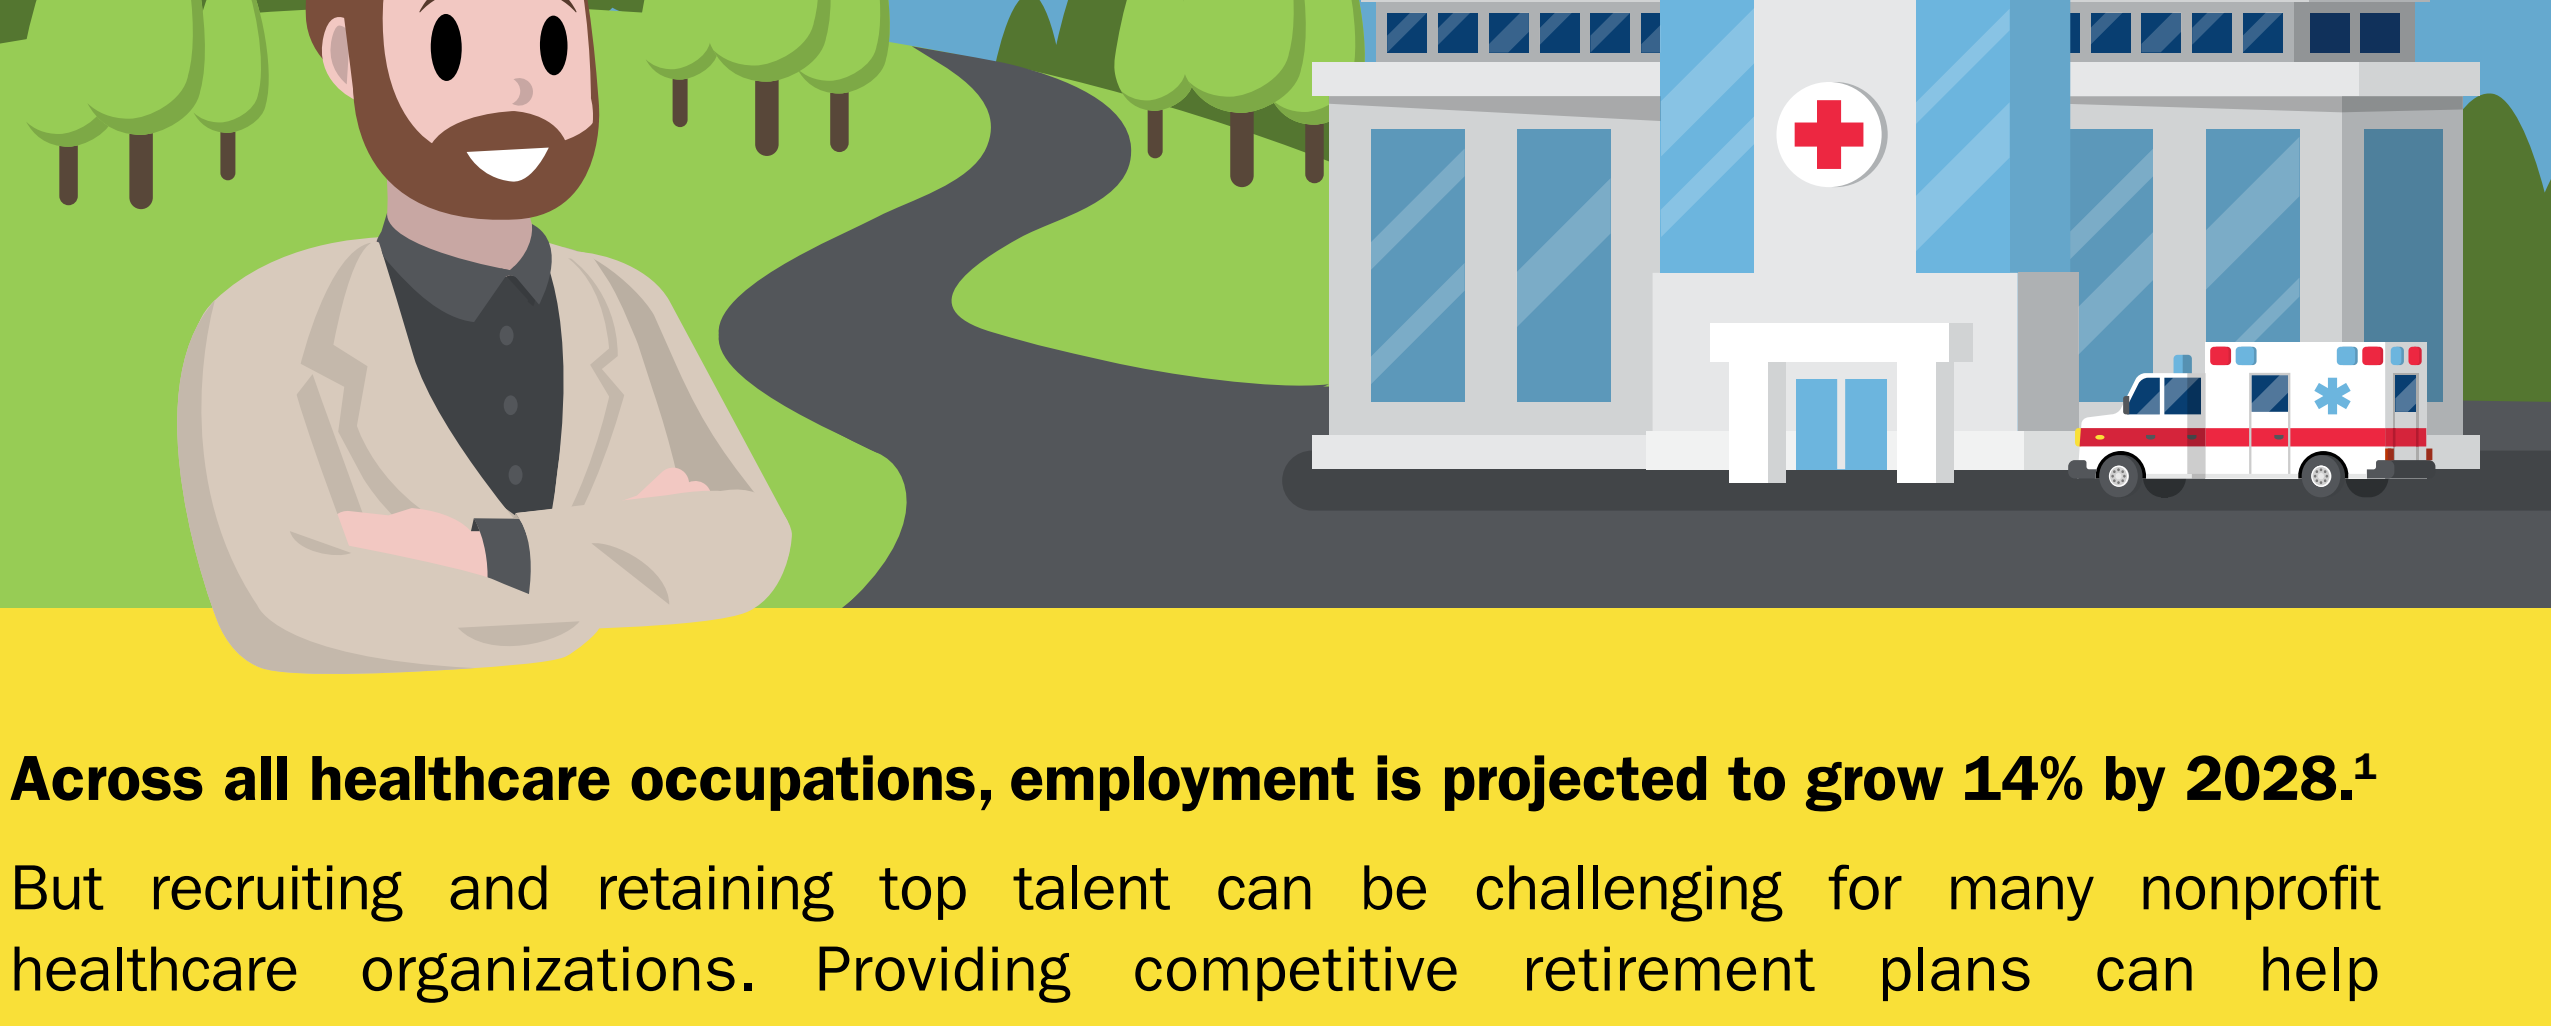 Across all healthcare occupations, employment is projected to grow 14% by 2028.¹
But recruiting and retaining top talent can be challenging for many nonprofit
healthcare organizations. Providing competitive retirement plans can help